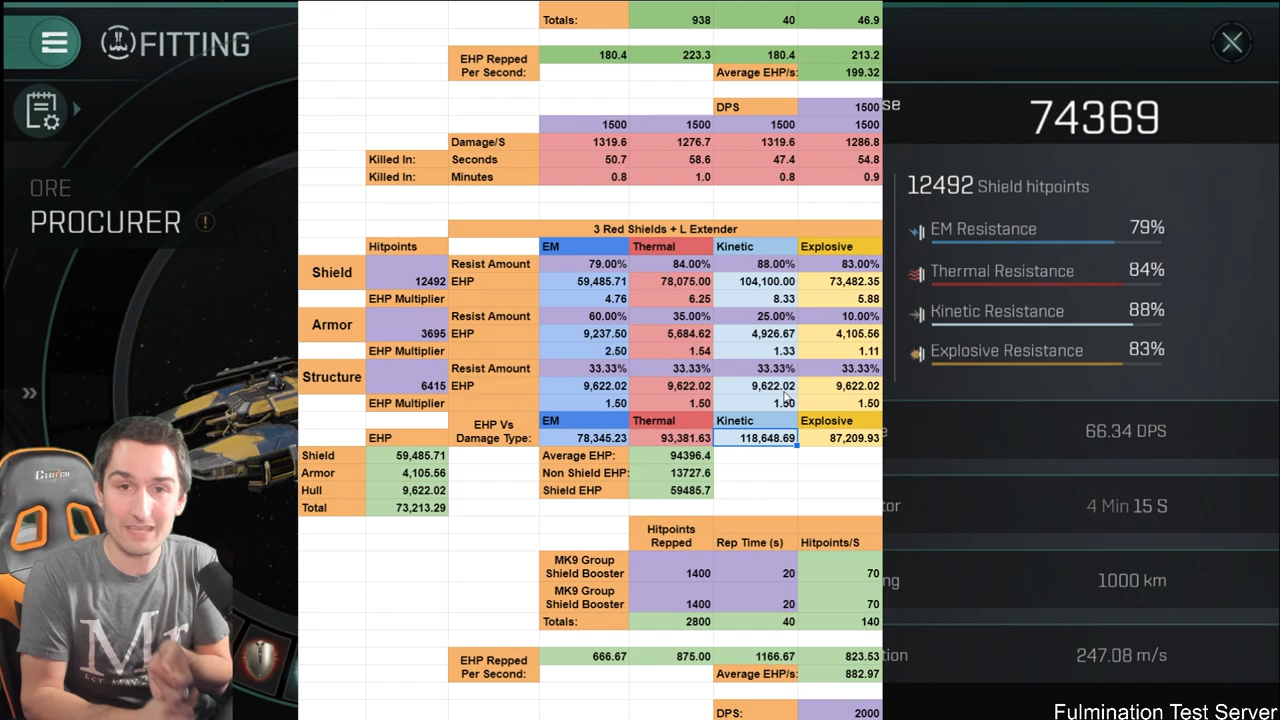 FITTING
ORE
PROCURER !
»
Totals: 938 40 46.9
EHP Repped Per Second: 180.4 223.3 180.4 213.2
Average EHP/s: 199.32
DPS 1500
1500 1500 1500 1500
Damage/S 1319.6 1276.7 1319.6 1286.8
Killed In: Seconds 50.7 58.6 47.4 54.8
Killed In: Minutes 0.8 1.0 0.8 0.9
3 Red Shields + L Extender
Hitpoints EM Thermal Kinetic Explosive
Shield Resist Amount 79.00% 84.00% 88.00% 83.00%
12492 EHP 59,485.71 78,075.00 104,100.00 73,482.35
EHP Multiplier 4.76 6.25 8.33 5.88
Armor Resist Amount 60.00% 35.00% 25.00% 10.00%
3695 EHP 9,237.50 5,684.62 4,926.67 4,105.56
EHP Multiplier 2.50 1.54 1.33 1.11
Structure Resist Amount 33.33% 33.33% 33.33% 33.33%
6415 EHP 9,622.02 9,622.02 9,622.02 9,622.02
EHP Multiplier 1.50 1.50 1.50 1.50
EHP Vs Damage Type: EM Thermal Kinetic Explosive
EHP 78,345.23 93,381.63 118,648.69 87,209.93
Shield 59,485.71 Average EHP: 94396.4
Armor 4,105.56 Non Shield EHP: 13727.6
Hull 9,622.02 Shield EHP 59485.7
Total 73,213.29
Hitpoints Repped Rep Time (s) Hitpoints/S
MK9 Group Shield Booster 1400 20 70
MK9 Group Shield Booster 1400 20 70
Totals: 2800 40 140
EHP Repped Per Second: 666.67 875.00 1166.67 823.53
Average EHP/s: 882.97
DPS: 2000
se 74369
12492 Shield hitpoints
EM Resistance 79%
Thermal Resistance 84%
Kinetic Resistance 88%
Explosive Resistance 83%
e 66.34 DPS
tor 4 Min 15 S
ng 1000 km
tion 247.08 m/s
Fulmination Test Server